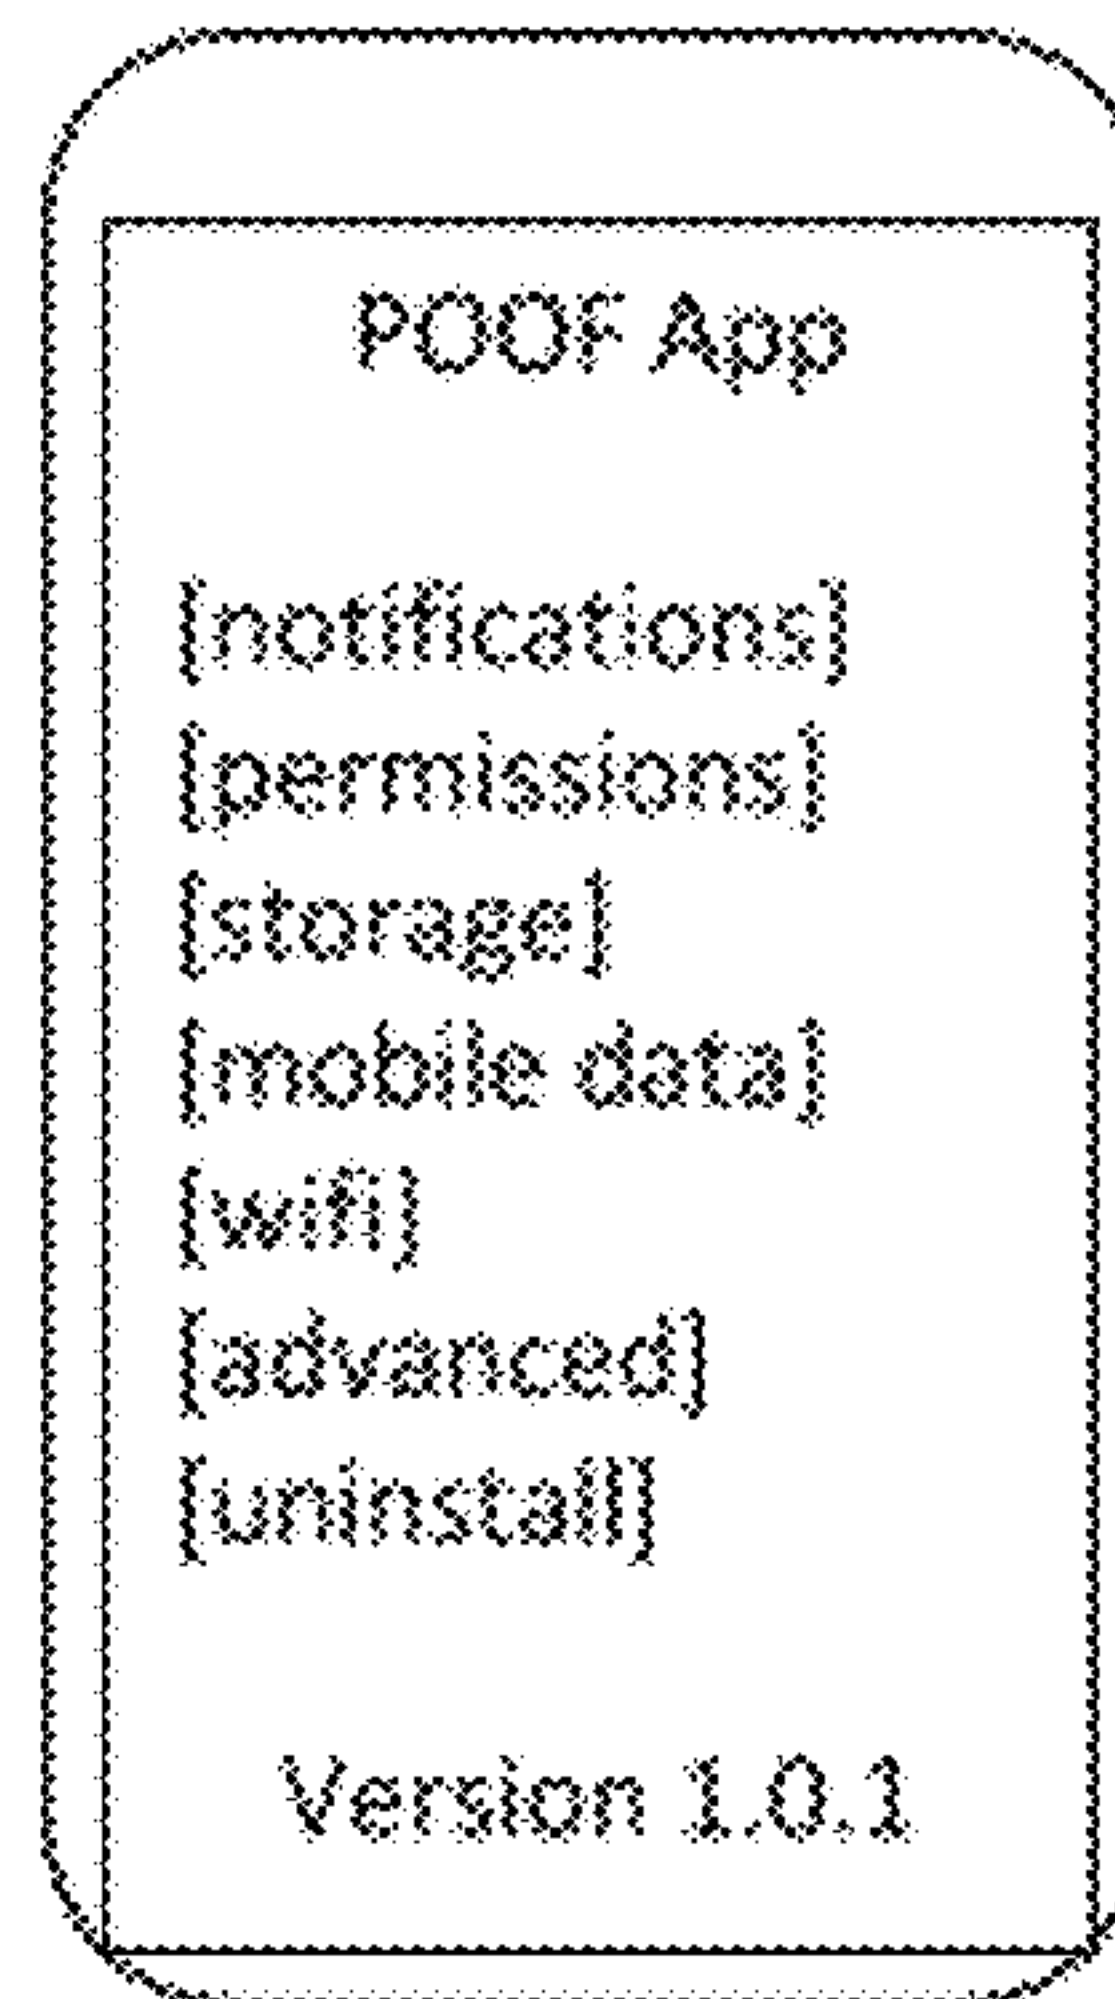 POOF App
[notifications]
[permissions]
[storage]
[mobile data]
[wifi]
[advanced]
[uninstall]
Version 1.0.1